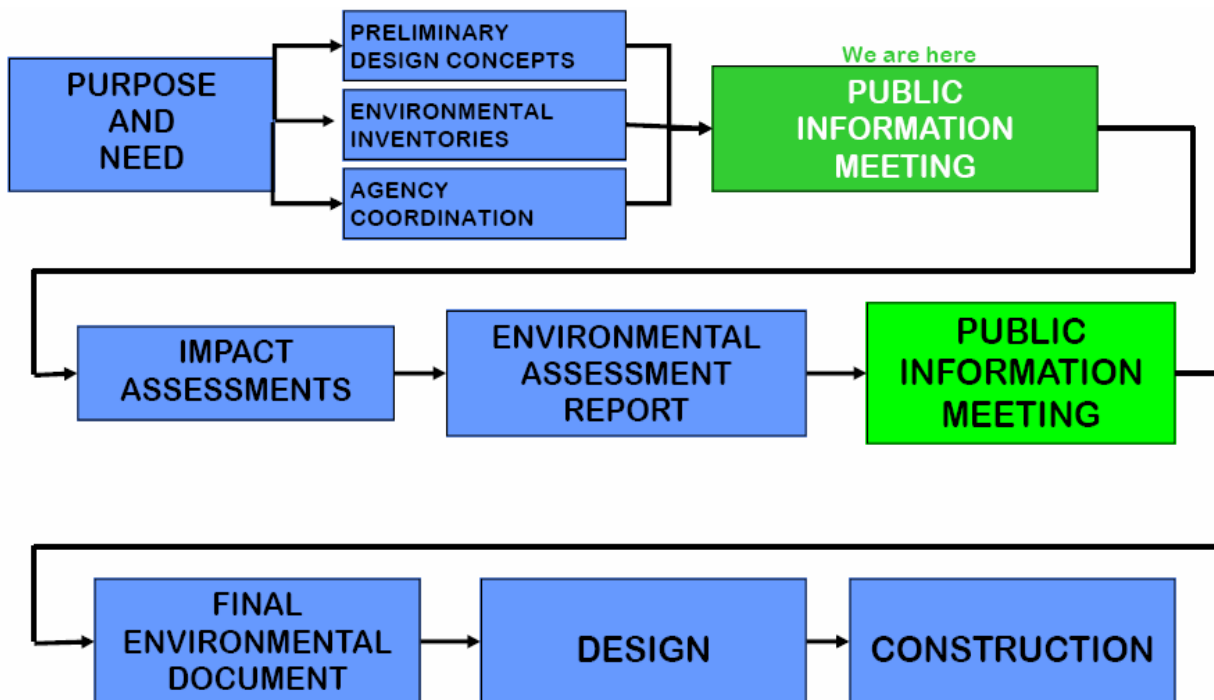 PURPOSE
AND
NEED
PRELIMINARY
DESIGN CONCEPTS
ENVIRONMENTAL
INVENTORIES
AGENCY
COORDINATION
We are here
PUBLIC
INFORMATION
MEETING
IMPACT
ASSESSMENTS
ENVIRONMENTAL
ASSESSMENT
REPORT
PUBLIC
INFORMATION
MEETING
FINAL
ENVIRONMENTAL
DOCUMENT
DESIGN
CONSTRUCTION